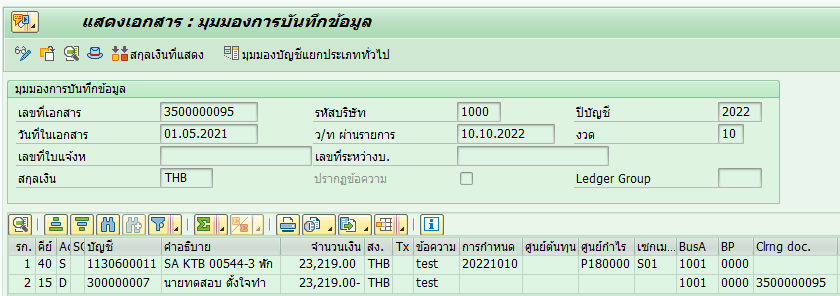 แสดงเอกสาร : มุมมองการบันทึกข้อมูล
สกุลเงินที่แสดง มุมมองบัญชีแยกประเภททั่วไป
มุมมองการบันทึกข้อมูล
เลขที่เอกสาร 3500000095 รหัสบริษัท 1000 ปีบัญชี 2022
วันที่ในเอกสาร 01.05.2021 ว/ท ผ่านรายการ 10.10.2022 งวด 10
เลขที่ใบแจ้งห เลขที่ระหว่างบ.
สกุลเงิน THB ปรากฏข้อความ Ledger Group
รก. คีย์ Ac SG บัญชี คำอธิบาย จำนวนเงิน สง. Tx ข้อความ การกำหนด ศูนย์ต้นทุน ศูนย์กำไร เชกเม... BusA BP Clrng doc.
1 40 S 1130600011 SA KTB 00544-3 พัก 23,219.00 THB test 20221010 P180000 S01 1001 0000
2 15 D 300000007 นายทดสอบ ตั้งใจทำ 23,219.00- THB test 1001 0000 3500000095